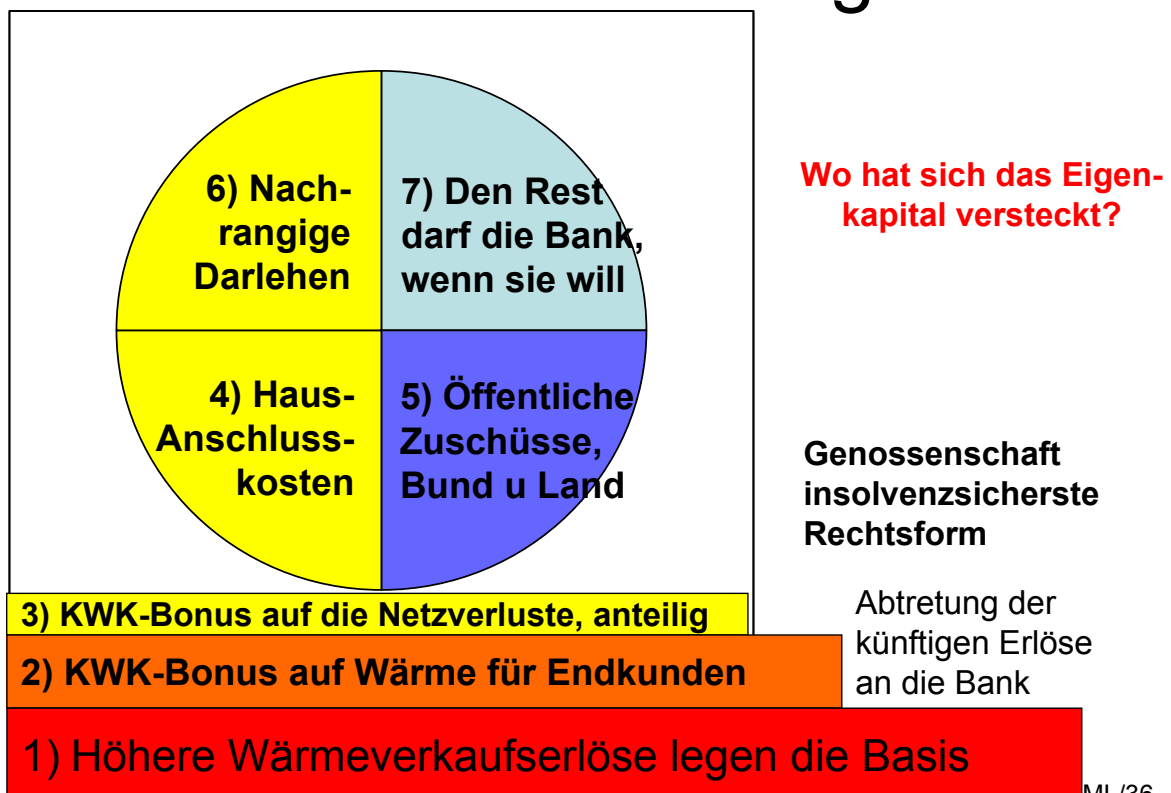 6) Nach-
rangige
Darlehen
7) Den Rest
darf die Bank,
wenn sie will
Wo hat sich das Eigen-
kapital versteckt?
4) Haus-
Anschluss-
kosten
5) Öffentliche
Zuschüsse,
Bund u Land
Genossenschaft
insolvenzsicherste
Rechtsform
3) KWK-Bonus auf die Netzverluste, anteilig
2) KWK-Bonus auf Wärme für Endkunden
Abtretung der
künftigen Erlöse
an die Bank
1) Höhere Wärmeverkaufserlöse legen die Basis